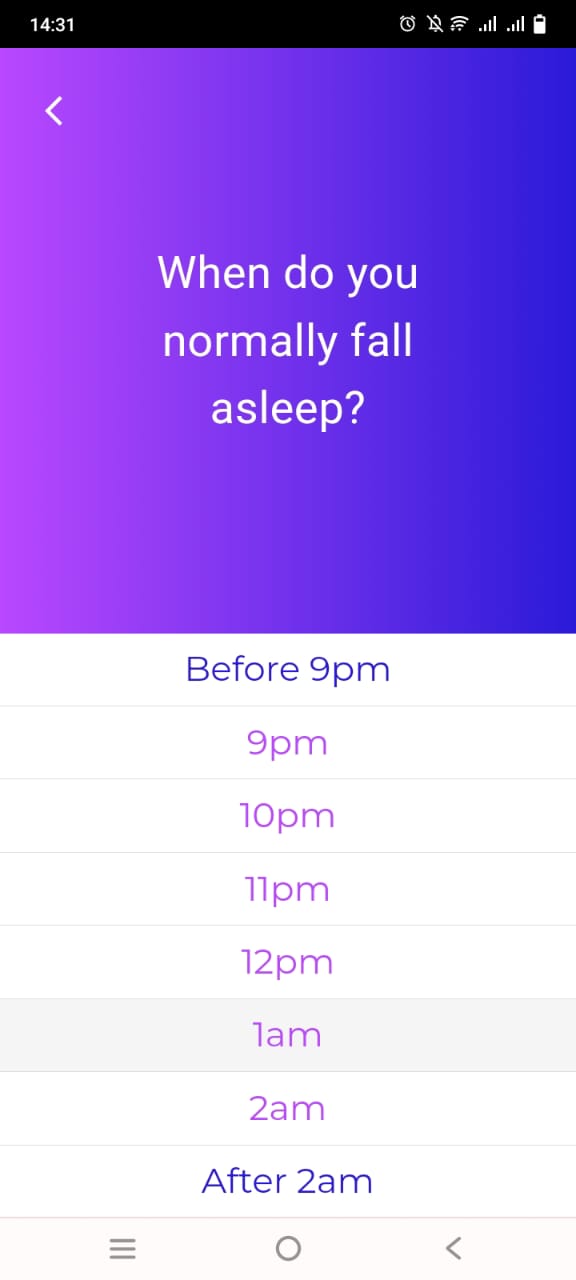 14:31
When do you
normally fall
asleep?
Before 9pm
9pm
10pm
11pm
12pm
1am
2am
After 2am